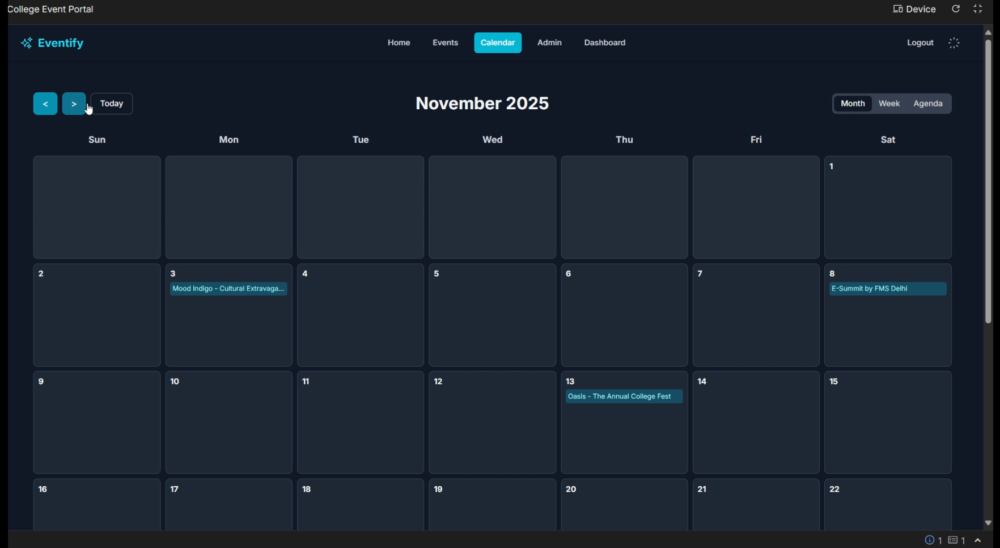 College Event Portal
Device
Eventify
Home Events Calendar Admin Dashboard
Logout
< > Today
November 2025
Month Week Agenda
Sun Mon Tue Wed Thu Fri Sat
1
2 3 4 5 6 7 8
Mood Indigo - Cultural Extravaga... E-Summit by FMS Delhi
9 10 11 12 13 14 15
Oasis - The Annual College Fest
16 17 18 19 20 21 22
1 1